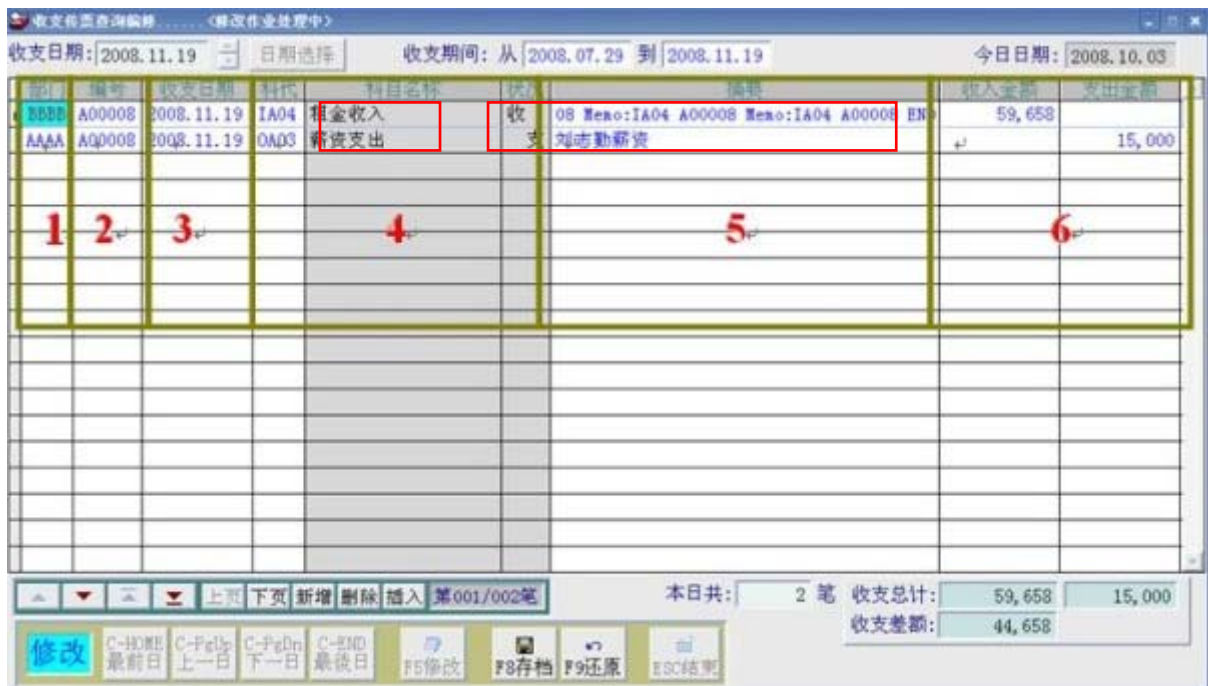 收支传票查询编修......〈修改作业处理中〉
收支日期: 2008.11.19 日期选择 收支期间: 从 2008.07.29 到 2008.11.19 今日日期: 2008.10.03
部门 编号 收支日期 科代 科目名称 状况 摘要 收入金额 支出金额
BBBB A00008 2008.11.19 IA04 租金收入 收 08 Memo:IA04 A00008 Memo:IA04 A00008 EN 59,658
AAAA A00008 2008.11.19 OA03 薪资支出 支 刘志勤薪资 15,000
1 2 3 4 5 6
上页 下页 新增 删除 插入 第001/002笔 本日共: 2 笔 收支总计: 59,658 15,000
收支差额: 44,658
修改 C-HOME C-PgUp C-PgDn C-END
最前日 上一日 下一日 最后日 F5修改 F8存档 F9还原 ESC结束